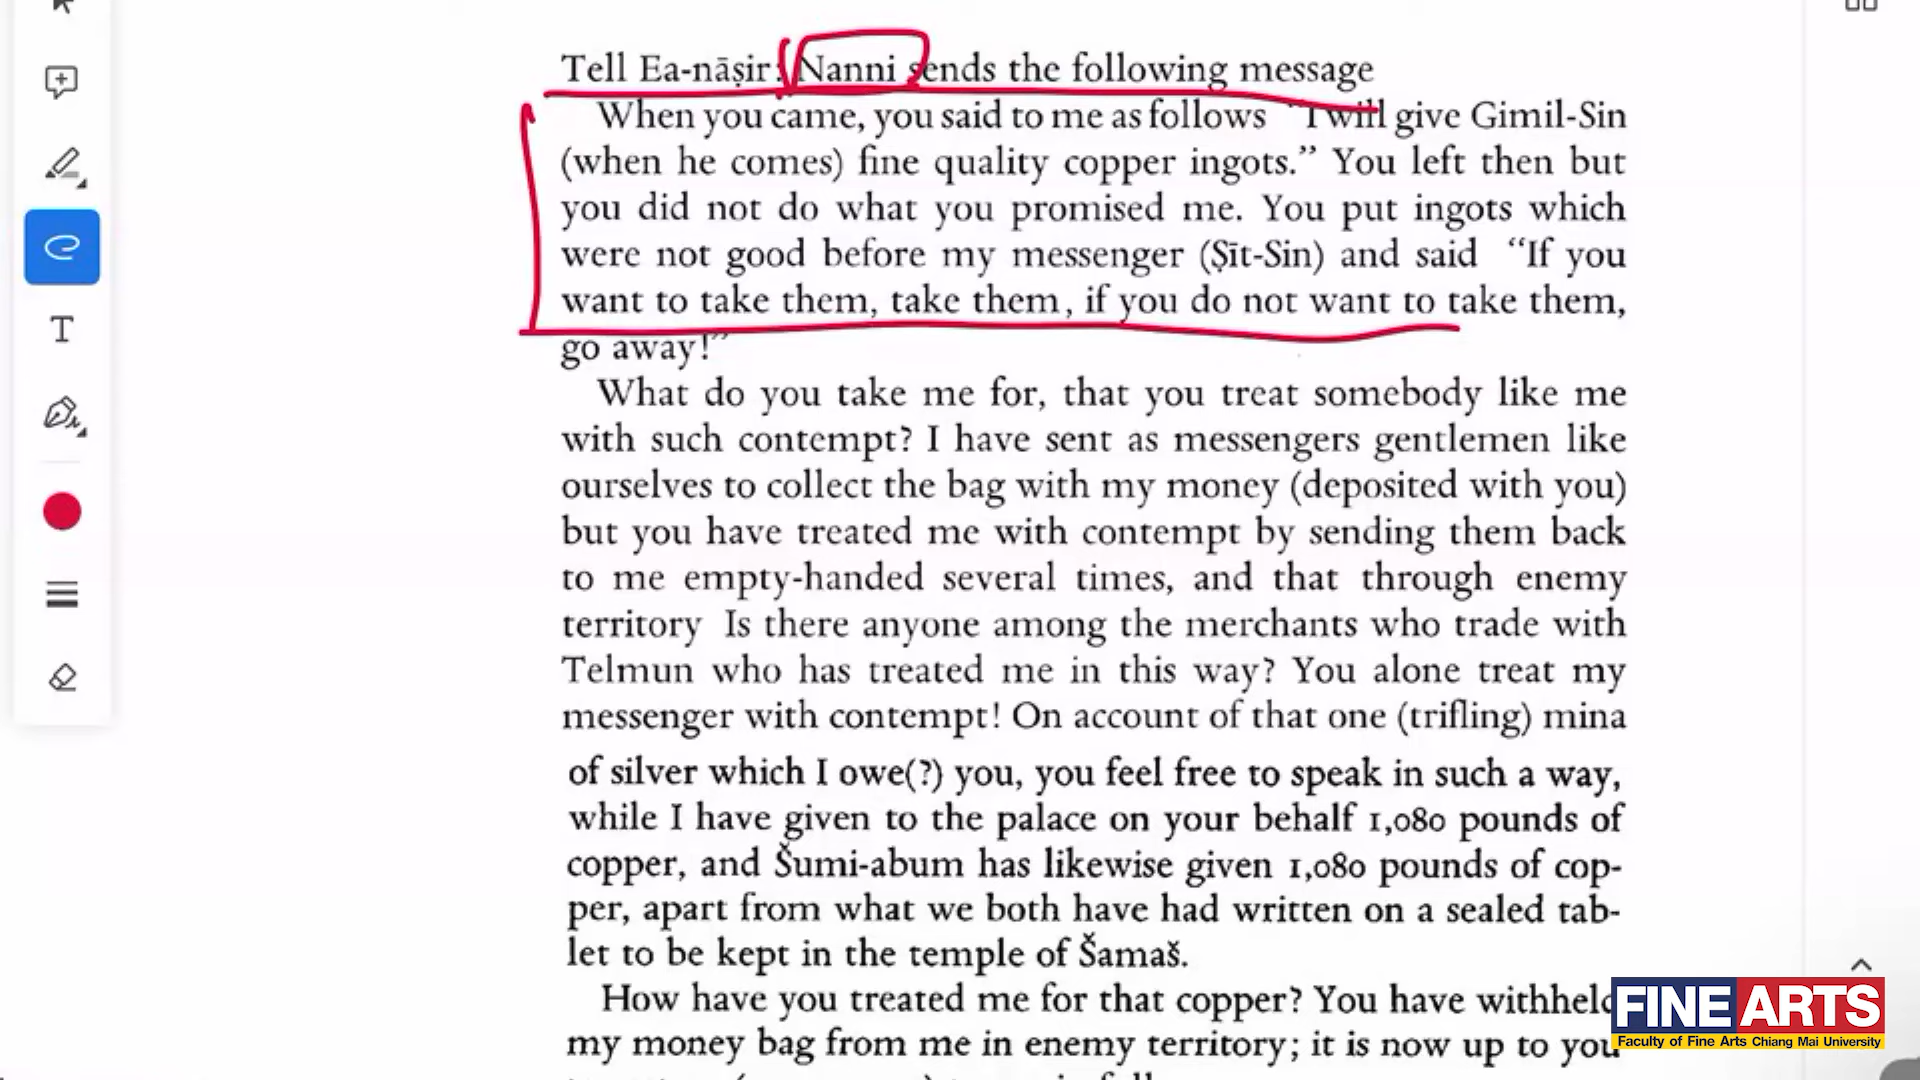 Tell Ea-nāṣir: Nanni sends the following message
When you came, you said to me as follows "I will give Gimil-Sin
(when he comes) fine quality copper ingots." You left then but
you did not do what you promised me. You put ingots which
were not good before my messenger (Ṣīt-Sin) and said "If you
want to take them, take them, if you do not want to take them,
go away!"
What do you take me for, that you treat somebody like me
with such contempt? I have sent as messengers gentlemen like
ourselves to collect the bag with my money (deposited with you)
but you have treated me with contempt by sending them back
to me empty-handed several times, and that through enemy
territory Is there anyone among the merchants who trade with
Telmun who has treated me in this way? You alone treat my
messenger with contempt! On account of that one (trifling) mina
of silver which I owe(?) you, you feel free to speak in such a way,
while I have given to the palace on your behalf 1,080 pounds of
copper, and Šumi-abum has likewise given 1,080 pounds of cop-
per, apart from what we both have had written on a sealed tab-
let to be kept in the temple of Šamaš.
How have you treated me for that copper? You have withheld
my money bag from me in enemy territory; it is now up to you
T
FINE ARTS
Faculty of Fine Arts Chiang Mai University